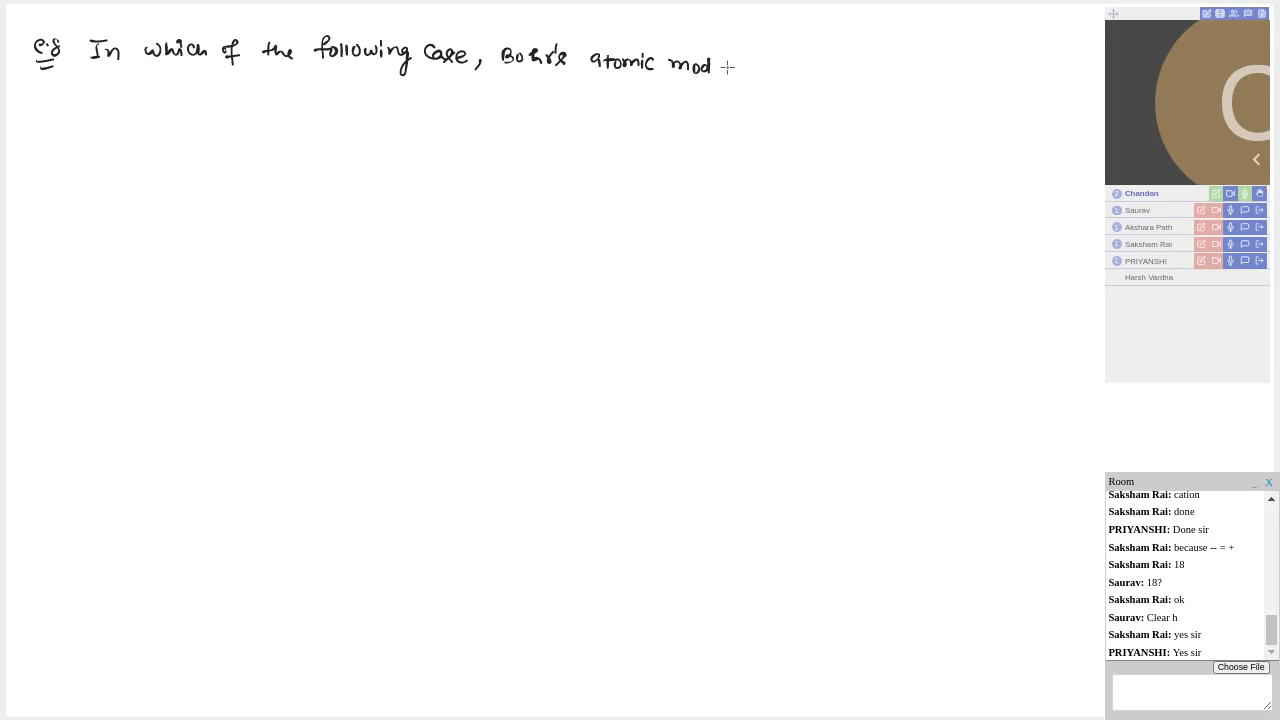 e.g In which of the following case, Bohr's atomic mod
C
Chandan
Saurav
Akshara Path
Saksham Rai
PRIYANSHI
Harsh Vardha
Room _ X
Saksham Rai: cation
Saksham Rai: done
PRIYANSHI: Done sir
Saksham Rai: because -- = +
Saksham Rai: 18
Saurav: 18?
Saksham Rai: ok
Saurav: Clear h
Saksham Rai: yes sir
PRIYANSHI: Yes sir
Choose File